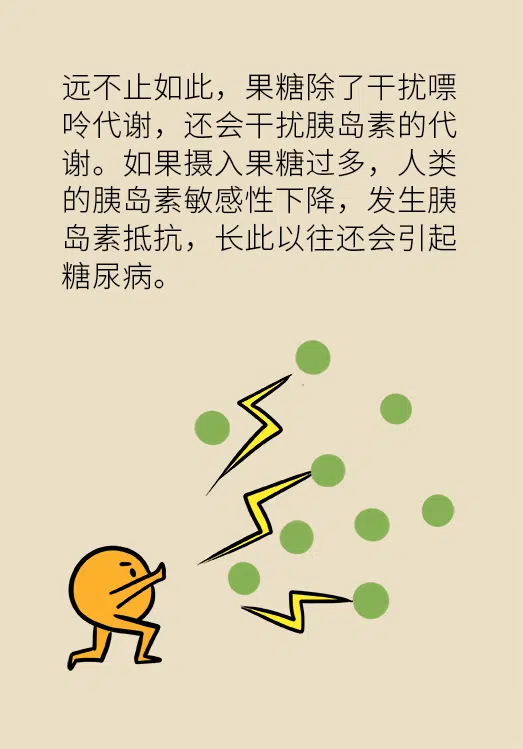 远不止如此，果糖除了干扰嘌
呤代谢，还会干扰胰岛素的代
谢。如果摄入果糖过多，人类
的胰岛素敏感性下降，发生胰
岛素抵抗，长此以往还会引起
糖尿病。